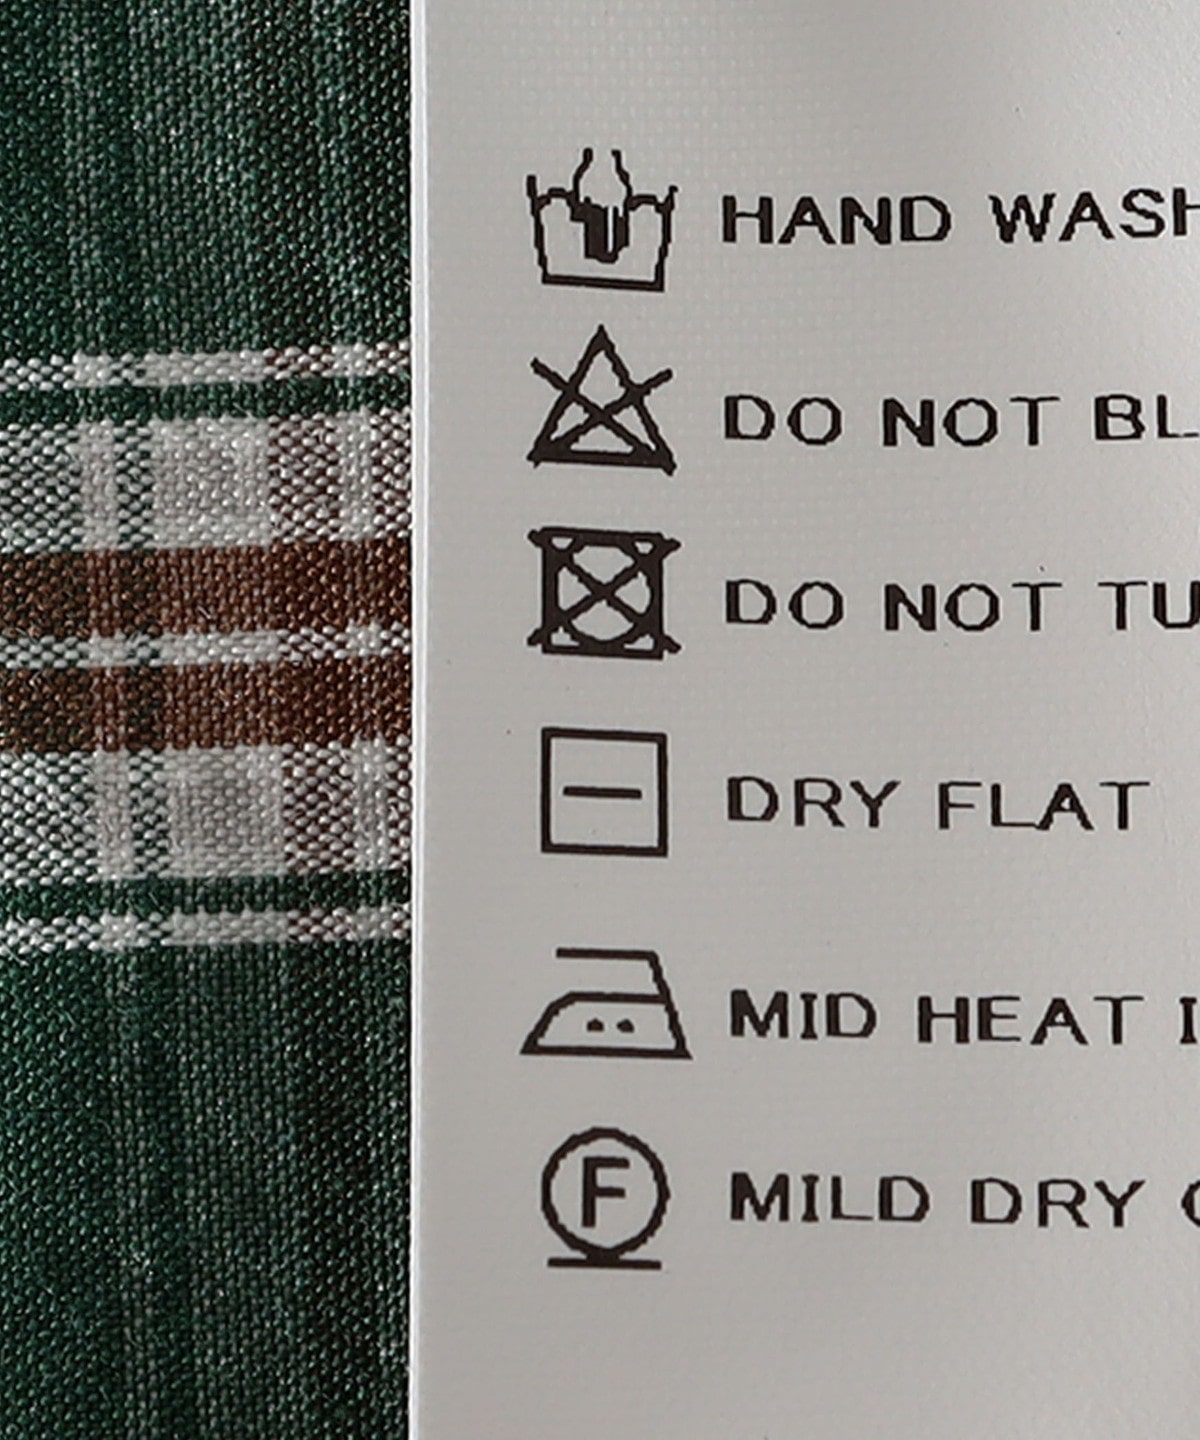 HAND WASH
DO NOT BL
DO NOT TU
DRY FLAT
MID HEAT I
F MILD DRY C